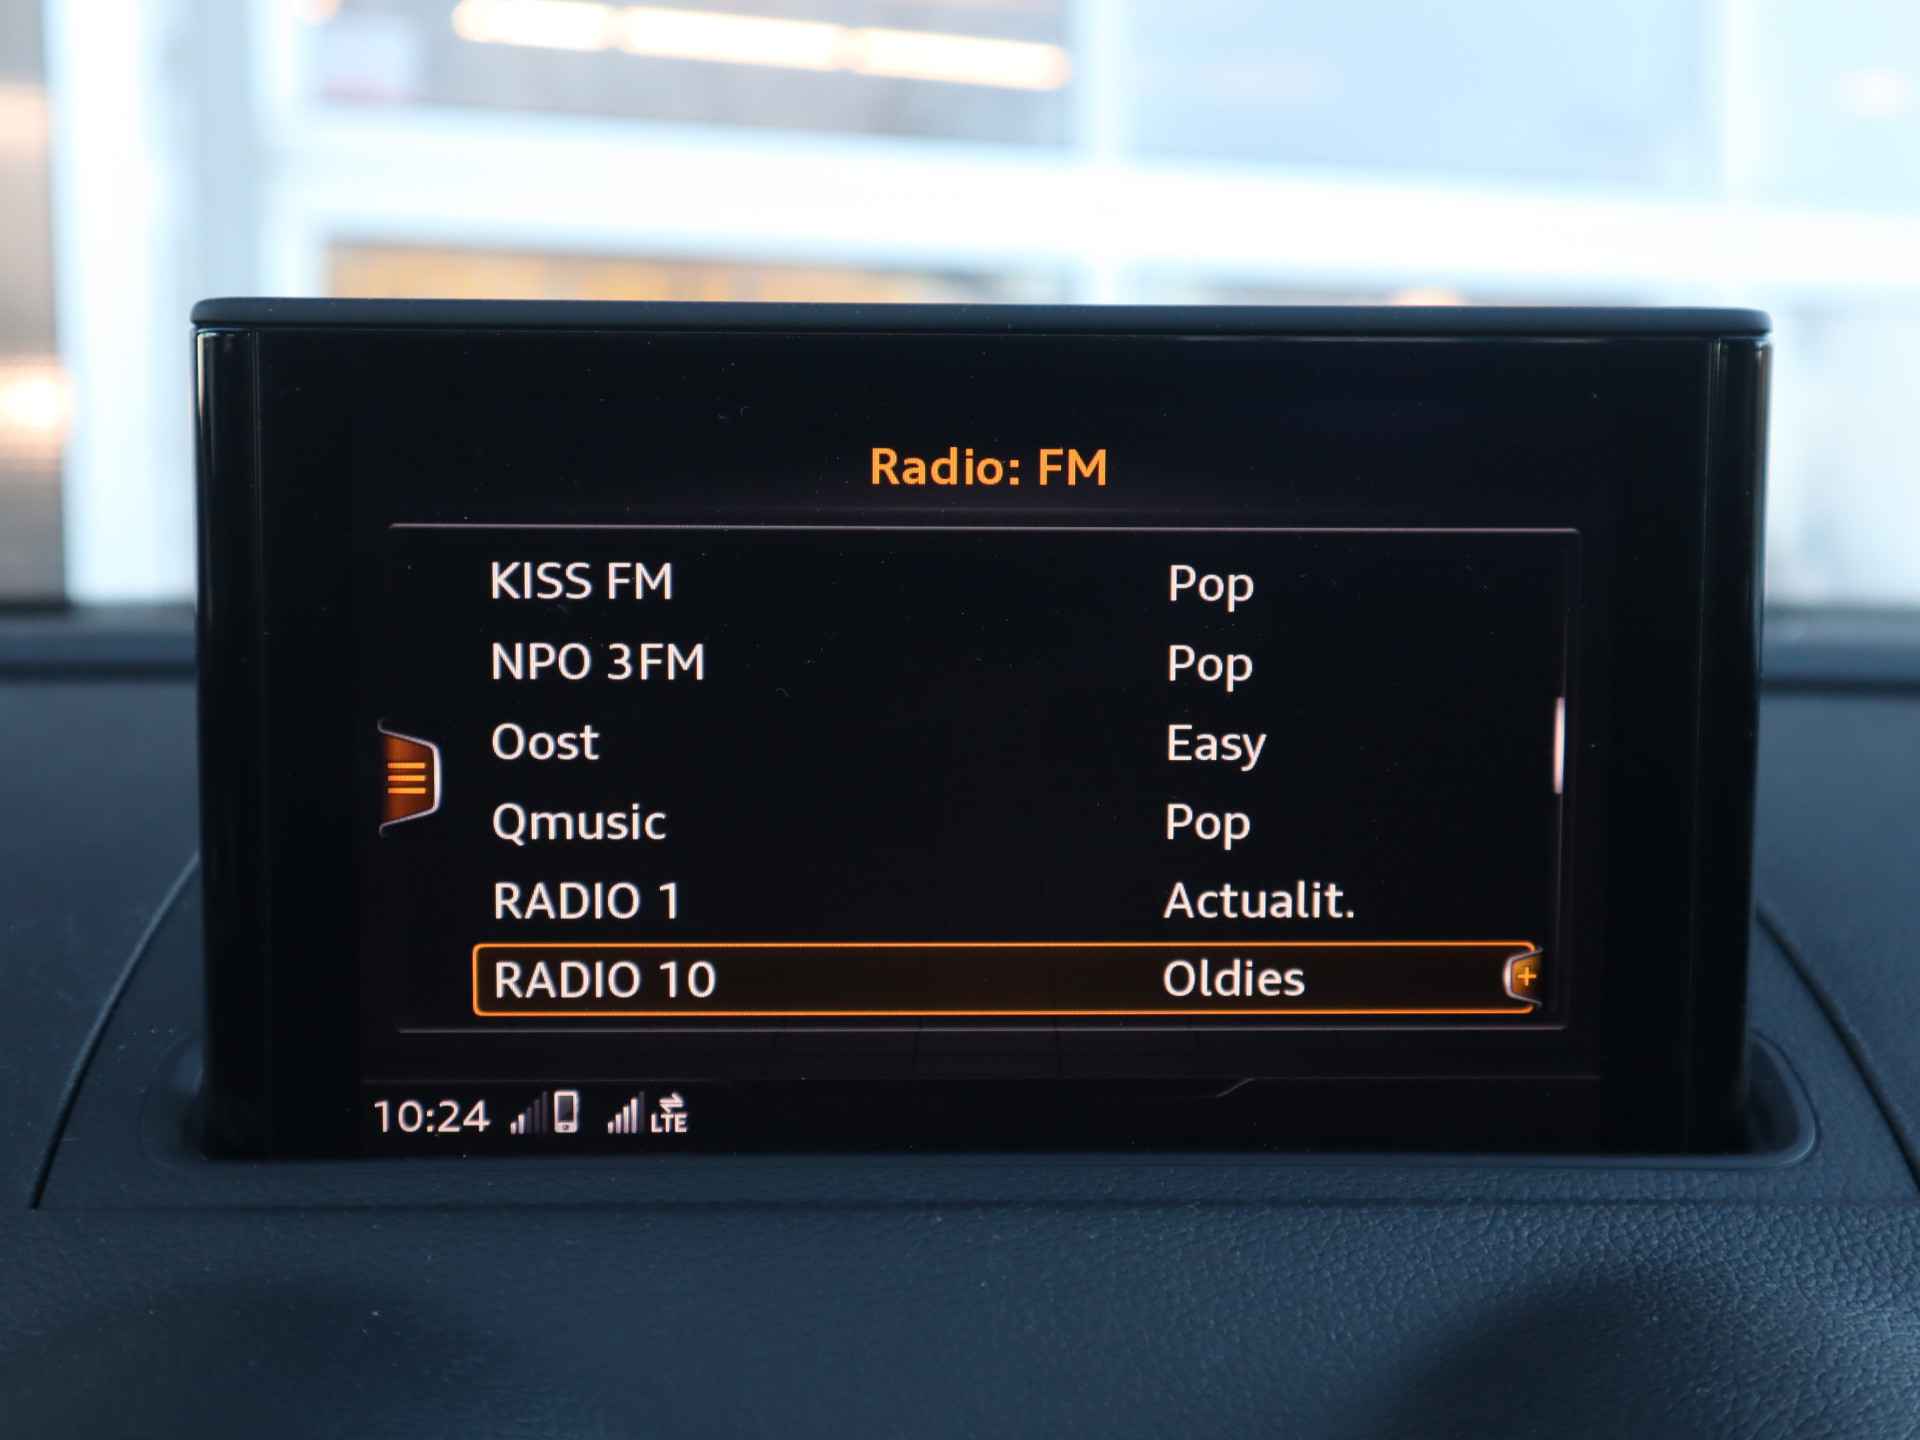 Radio: FM
KISS FM Pop
NPO 3FM Pop
Oost Easy
Qmusic Pop
RADIO 1 Actualit.
RADIO 10 Oldies +
10:24 LTE